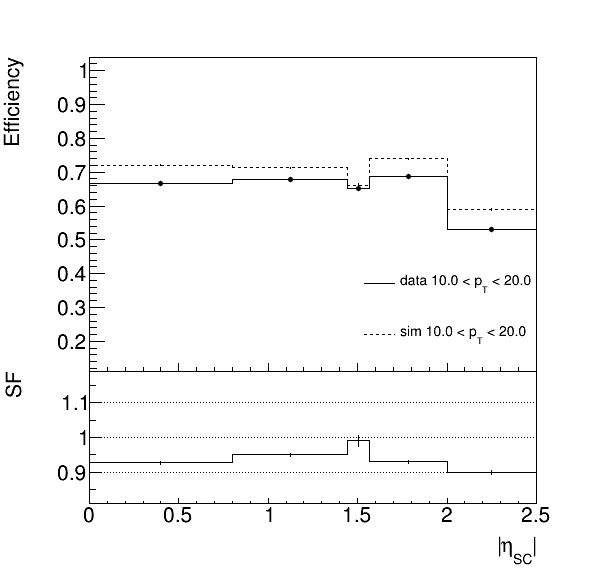 Efficiency
1
0.9
0.8
0.7
0.6
0.5
0.4
0.3
0.2
data 10.0 < p_T < 20.0
sim 10.0 < p_T < 20.0
SF
1.1
1
0.9
0 0.5 1 1.5 2 2.5
|η_SC|